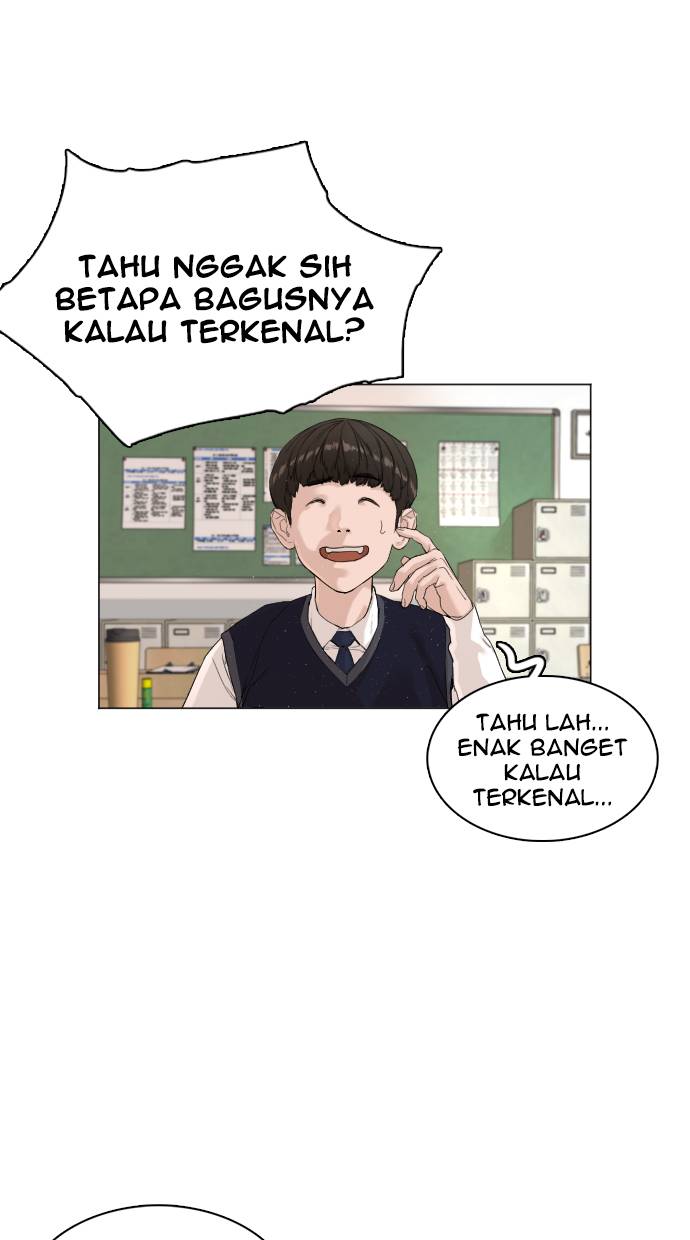 TAHU NGGAK SIH
BETAPA BAGUSNYA
KALAU TERKENAL?
TAHU LAH...
ENAK BANGET
KALAU
TERKENAL...